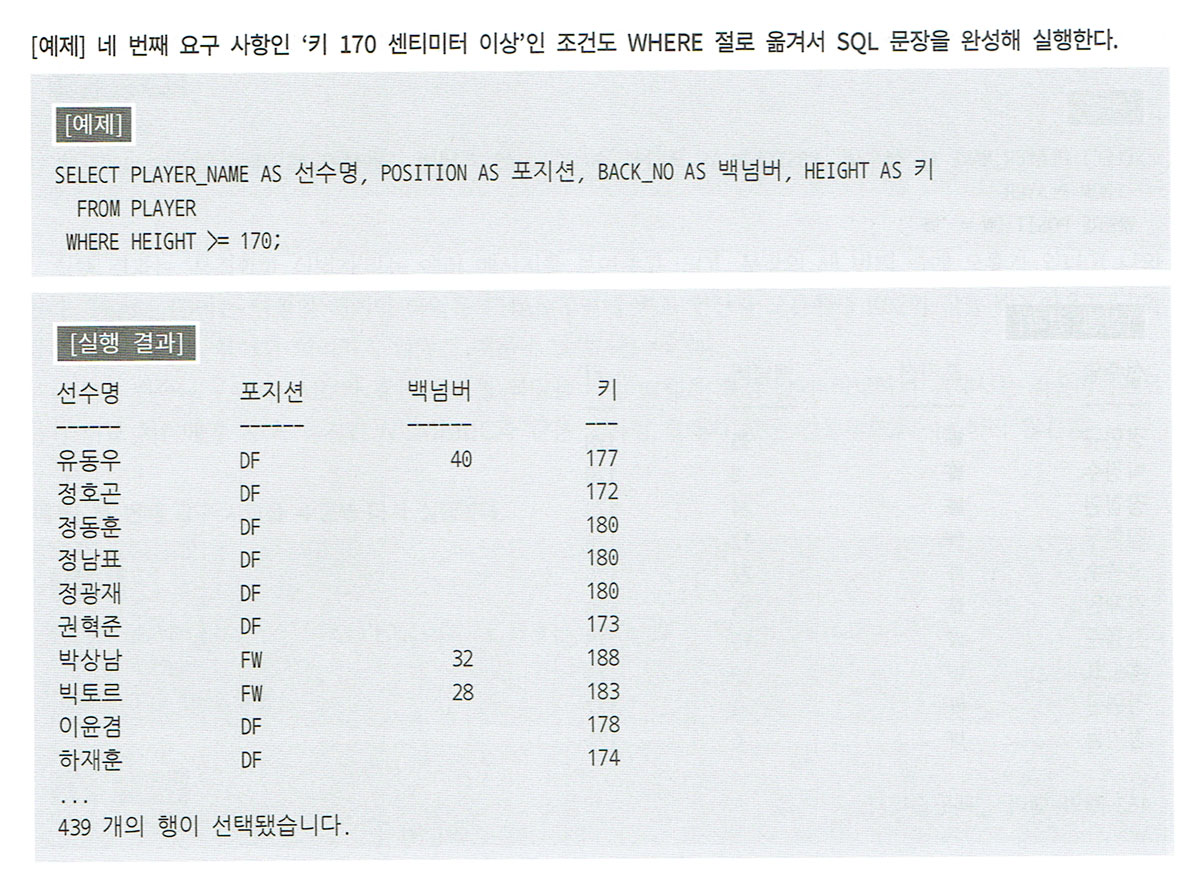 [예제] 네 번째 요구 사항인 ‘키 170 센티미터 이상’인 조건도 WHERE 절로 옮겨서 SQL 문장을 완성해 실행한다.
[예제]
SELECT PLAYER_NAME AS 선수명, POSITION AS 포지션, BACK_NO AS 백넘버, HEIGHT AS 키
FROM PLAYER
WHERE HEIGHT >= 170;
[실행 결과]
선수명 포지션 백넘버 키
------ ------ ------ ---
유동우 DF 40 177
정호곤 DF 172
정동훈 DF 180
정남표 DF 180
정광재 DF 180
권혁준 DF 173
박상남 FW 32 188
빅토르 FW 28 183
이윤겸 DF 178
하재훈 DF 174
...
439 개의 행이 선택됐습니다.